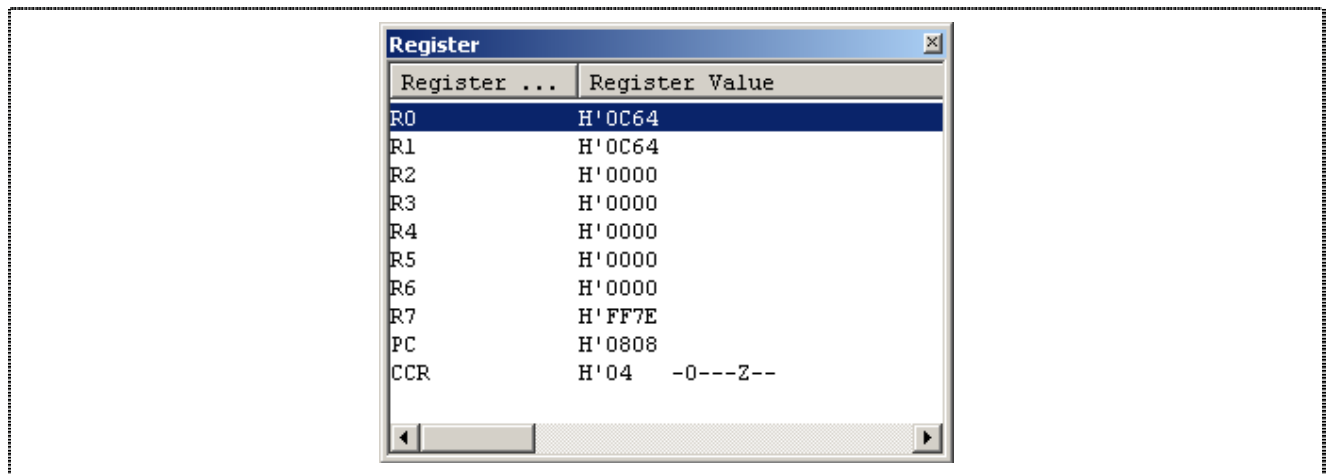 Register
Register ... Register Value
R0 H'0C64
R1 H'0C64
R2 H'0000
R3 H'0000
R4 H'0000
R5 H'0000
R6 H'0000
R7 H'FF7E
PC H'0808
CCR H'04 -0---Z--